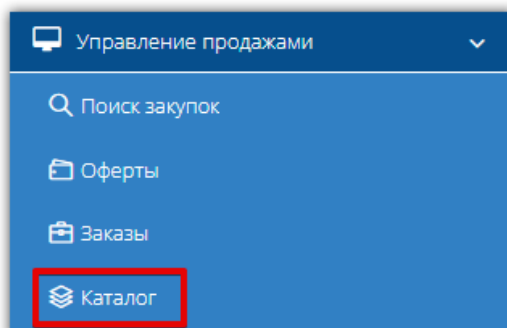 Управление продажами
Поиск закупок
Оферты
Заказы
Каталог